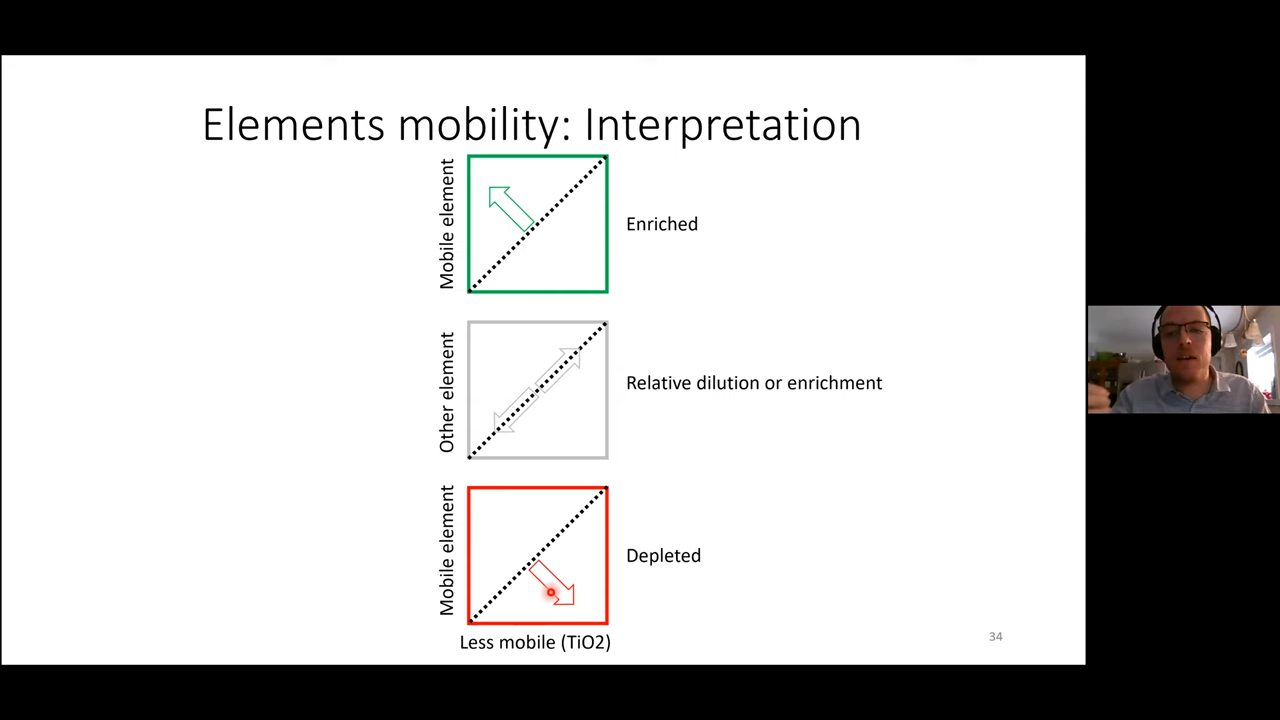 Elements mobility: Interpretation
Mobile element
Enriched
Other element
Relative dilution or enrichment
Mobile element
Depleted
Less mobile (TiO2)
34